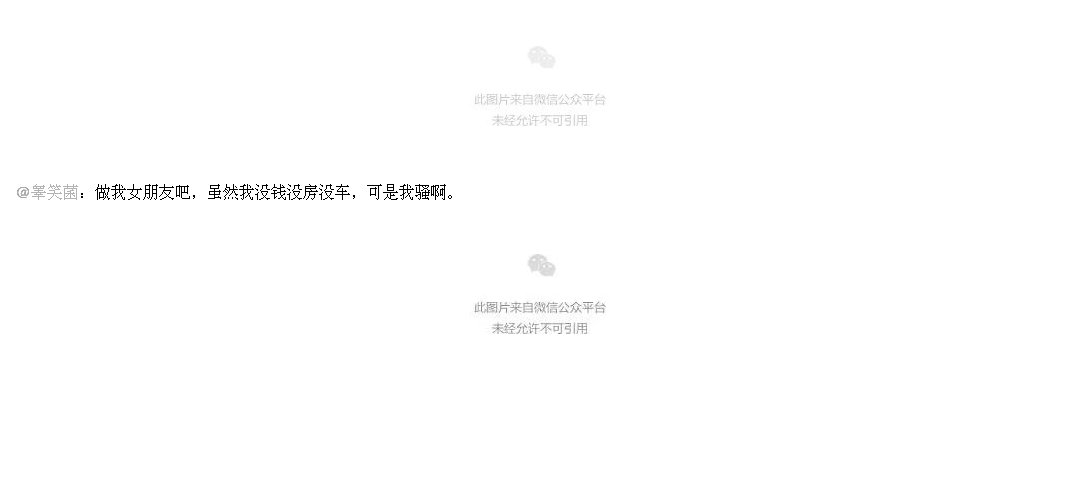 此图片来自微信公众平台
未经允许不可引用
@睾笑菌：做我女朋友吧，虽然我没钱没房没车，可是我骚啊。
此图片来自微信公众平台
未经允许不可引用